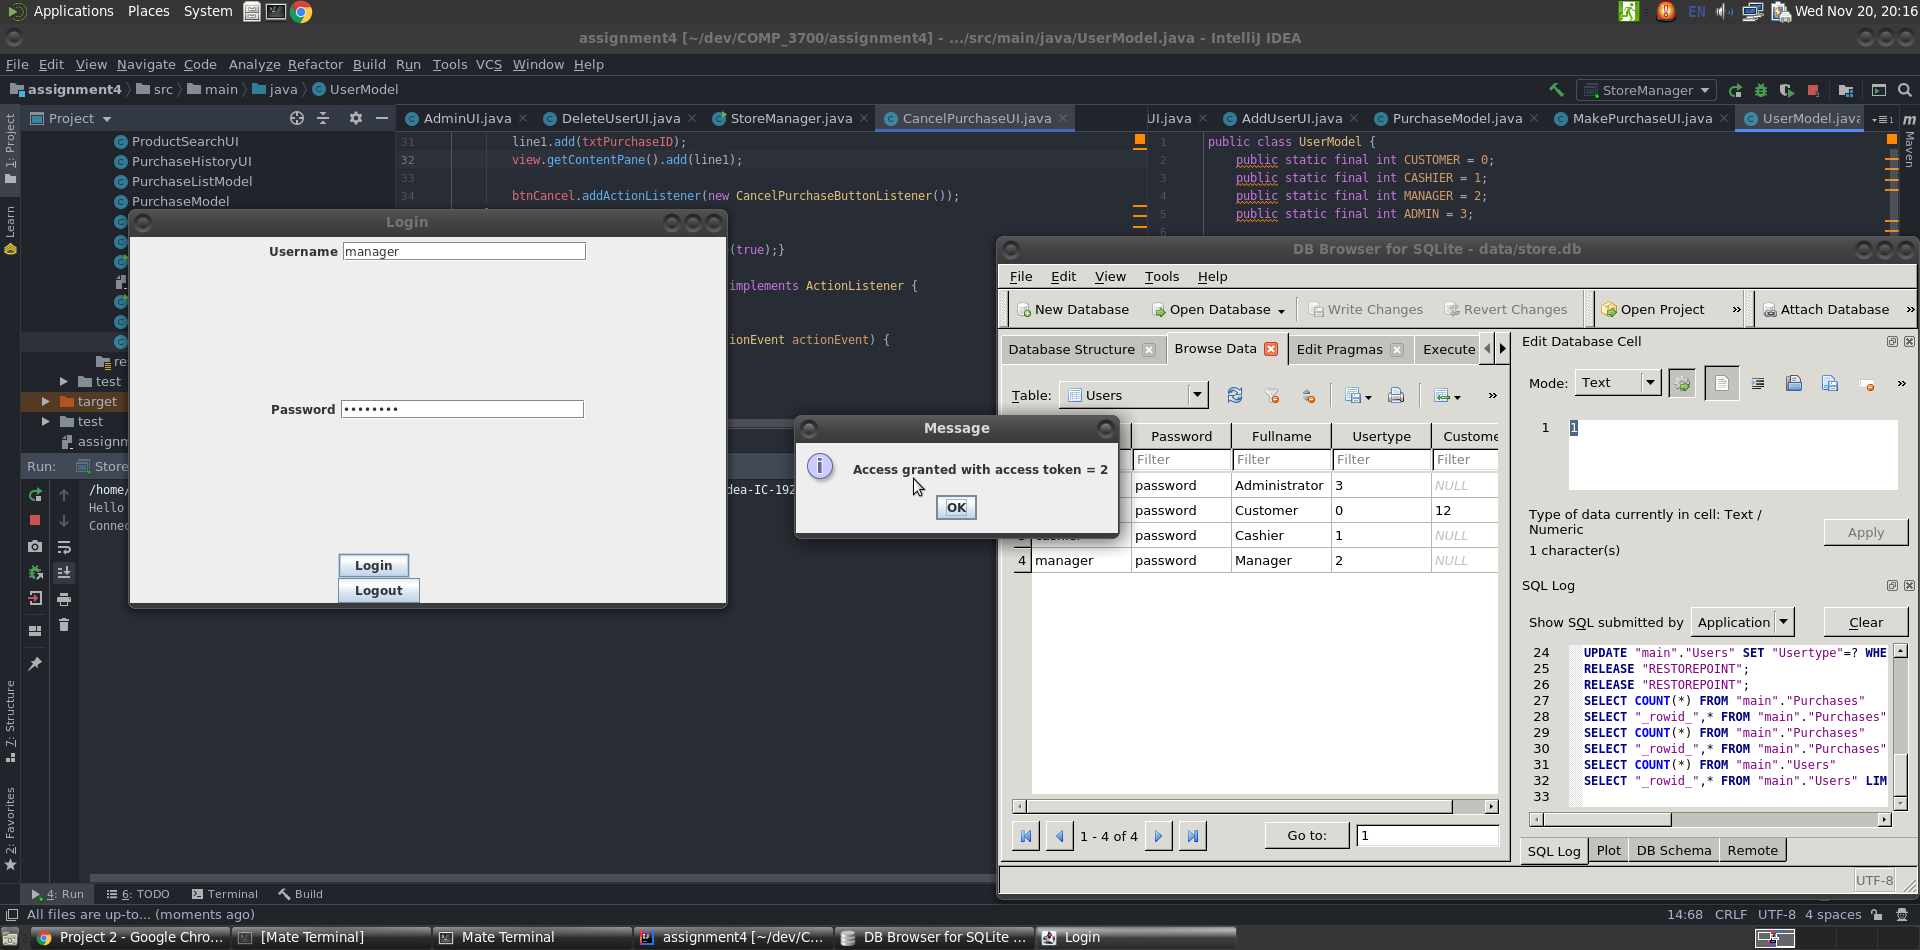 Applications Places System
EN Wed Nov 20, 20:16
assignment4 [~/dev/COMP_3700/assignment4] - .../src/main/java/UserModel.java - IntelliJ IDEA
File Edit View Navigate Code Analyze Refactor Build Run Tools VCS Window Help
assignment4 src main java UserModel
StoreManager
Project
AdminUI.java DeleteUserUI.java StoreManager.java CancelPurchaseUI.java
UI.java AddUserUI.java PurchaseModel.java MakePurchaseUI.java UserModel.java
1: Project
Learn
7: Structure
2: Favorites
Maven
ProductSearchUI
PurchaseHistoryUI
PurchaseListModel
PurchaseModel
re
test
target
test
assignm
31 line1.add(txtPurchaseID);
32 view.getContentPane().add(line1);
33
34 btnCancel.addActionListener(new CancelPurchaseButtonListener());
(true);}
implements ActionListener {
ionEvent actionEvent) {
1 public class UserModel {
2 public static final int CUSTOMER = 0;
3 public static final int CASHIER = 1;
4 public static final int MANAGER = 2;
5 public static final int ADMIN = 3;
6
Run: Store
/home/
dea-IC-192
Hello
Connec
Login
Username manager
Password ••••••••
Login
Logout
Message
Access granted with access token = 2
OK
DB Browser for SQLite - data/store.db
File Edit View Tools Help
New Database Open Database Write Changes Revert Changes Open Project » Attach Database »
Database Structure Browse Data Edit Pragmas Execute
Table: Users »
Password Fullname Usertype Custome
Filter Filter Filter Filter
password Administrator 3 NULL
password Customer 0 12
3 cashier password Cashier 1 NULL
4 manager password Manager 2 NULL
1 - 4 of 4 Go to: 1
Edit Database Cell
Mode: Text »
1 1
Type of data currently in cell: Text /
Numeric
1 character(s)
Apply
SQL Log
Show SQL submitted by Application Clear
24 UPDATE "main"."Users" SET "Usertype"=? WHE
25 RELEASE "RESTOREPOINT";
26 RELEASE "RESTOREPOINT";
27 SELECT COUNT(*) FROM "main"."Purchases"
28 SELECT "_rowid_",* FROM "main"."Purchases"
29 SELECT COUNT(*) FROM "main"."Purchases"
30 SELECT "_rowid_",* FROM "main"."Purchases"
31 SELECT COUNT(*) FROM "main"."Users"
32 SELECT "_rowid_",* FROM "main"."Users" LIM
33
SQL Log Plot DB Schema Remote
UTF-8
4: Run 6: TODO Terminal Build
All files are up-to... (moments ago)
14:68 CRLF UTF-8 4 spaces
Project 2 - Google Chro... [Mate Terminal] Mate Terminal assignment4 [~/dev/C... DB Browser for SQLite ... Login